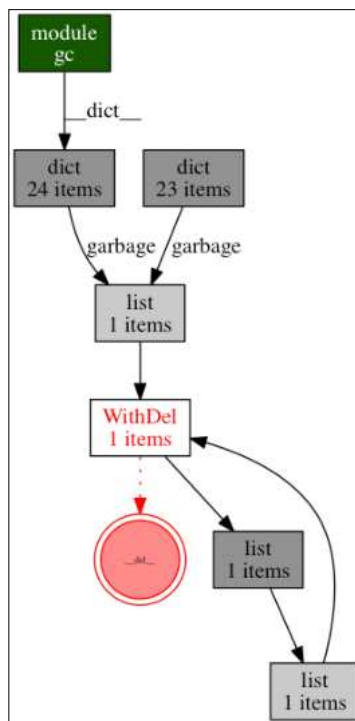 module
gc
__dict__
dict
24 items
dict
23 items
garbage
garbage
list
1 items
WithDel
1 items
__del__
list
1 items
list
1 items